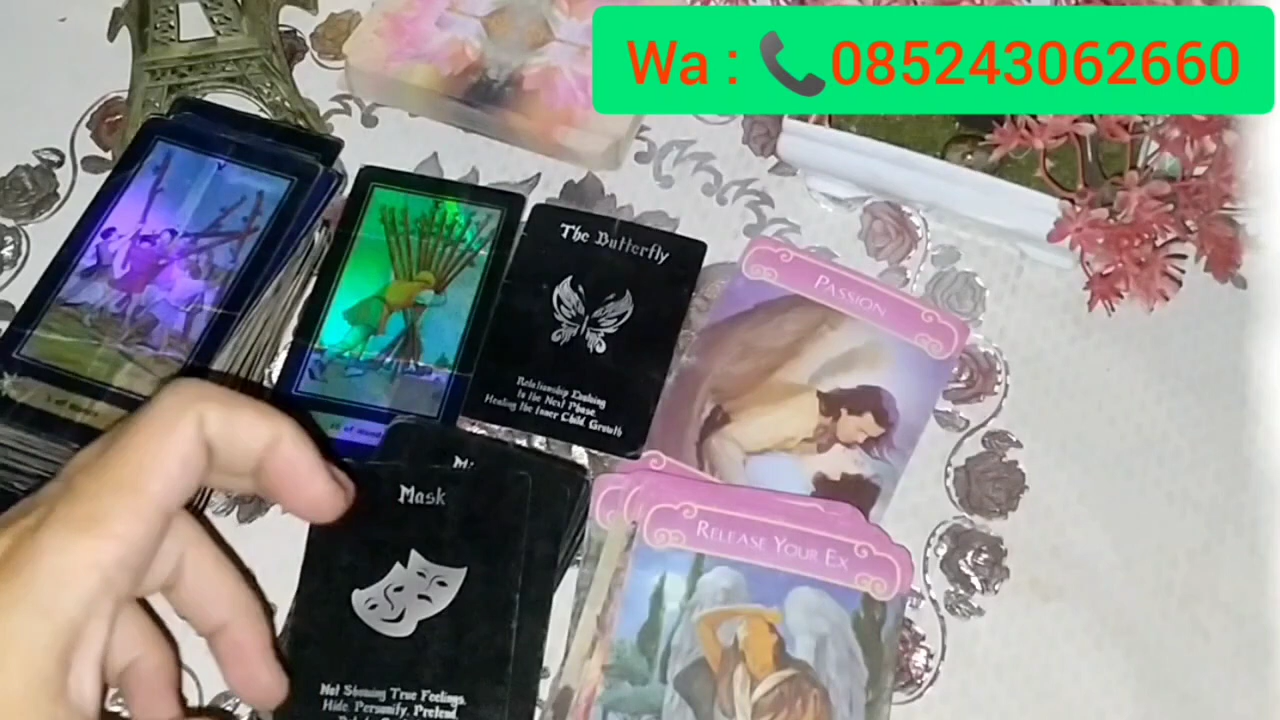 Wa : 📞085243062660
V
The Butterfly
Relationship Evolving
To the Next Phase.
Healing the Inner Child. Growth
PASSION
Mask
RELEASE YOUR EX
Not Showing True Feelings.
Hide Personify. Pretend.